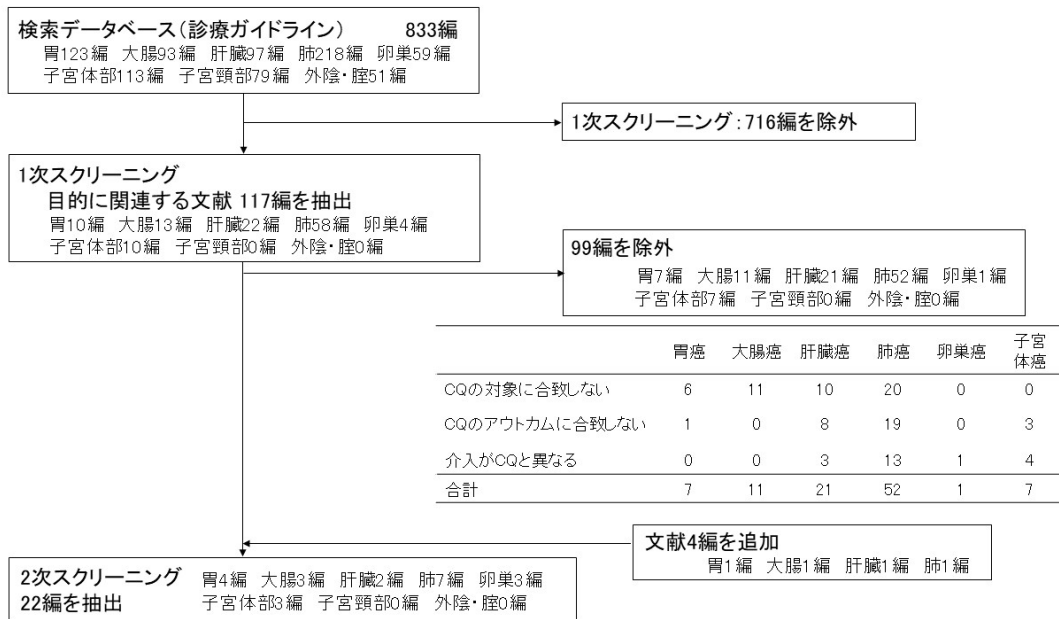 検索データベース（診療ガイドライン）　　833編
胃123編　大腸93編　肝臓97編　肺218編　卵巣59編
子宮体部113編　子宮頸部79編　外陰・腟51編
1次スクリーニング：716編を除外
1次スクリーニング
目的に関連する文献 117編を抽出
胃10編　大腸13編　肝臓22編　肺58編　卵巣4編
子宮体部10編　子宮頸部0編　外陰・腟0編
99編を除外
胃7編　大腸11編　肝臓21編　肺52編　卵巣1編
子宮体部7編　子宮頸部0編　外陰・腟0編
胃癌　大腸癌　肝臓癌　肺癌　卵巣癌　子宮
体癌
CQの対象に合致しない　6　11　10　20　0　0
CQのアウトカムに合致しない　1　0　8　19　0　3
介入がCQと異なる　0　0　3　13　1　4
合計　7　11　21　52　1　7
文献4編を追加
胃1編　大腸1編　肝臓1編　肺1編
2次スクリーニング　胃4編　大腸3編　肝臓2編　肺7編　卵巣3編
22編を抽出　子宮体部3編　子宮頸部0編　外陰・腟0編